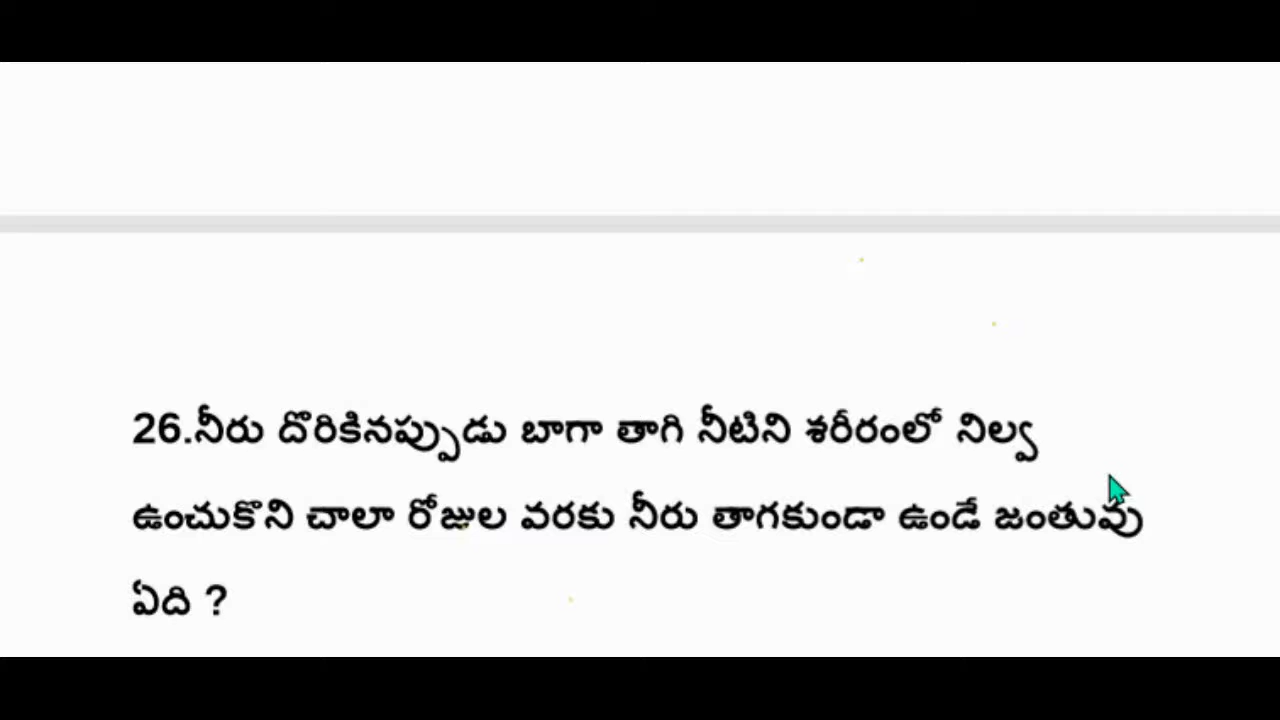 26.నీరు దొరికినప్పుడు బాగా తాగి నీటిని శరీరంలో నిల్వ
ఉంచుకొని చాలా రోజుల వరకు నీరు తాగకుండా ఉండే జంతువు
ఏది ?